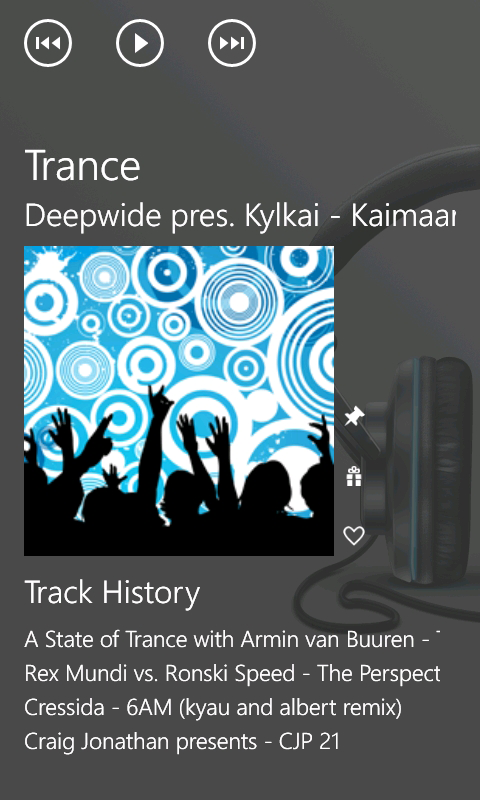 Trance
Deepwide pres. Kylkai - Kaimaar
Track History
A State of Trance with Armin van Buuren -
Rex Mundi vs. Ronski Speed - The Perspect
Cressida - 6AM (kyau and albert remix)
Craig Jonathan presents - CJP 21